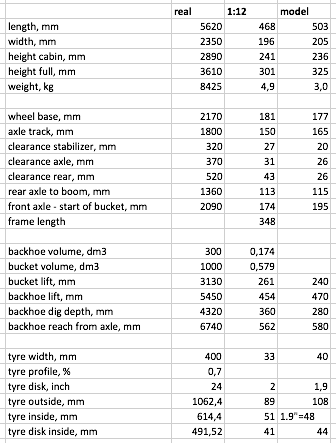 real 1:12 model
length, mm 5620 468 503
width, mm 2350 196 205
height cabin, mm 2890 241 236
height full, mm 3610 301 325
weight, kg 8425 4,9 3,0
wheel base, mm 2170 181 177
axle track, mm 1800 150 165
clearance stabilizer, mm 320 27 20
clearance axle, mm 370 31 26
clearance rear, mm 520 43 26
rear axle to boom, mm 1360 113 115
front axle - start of bucket, mm 2090 174 195
frame length 348
backhoe volume, dm3 300 0,174
bucket volume, dm3 1000 0,579
bucket lift, mm 3130 261 240
backhoe lift, mm 5450 454 470
backhoe dig depth, mm 4320 360 280
backhoe reach from axle, mm 6740 562 580
tyre width, mm 400 33 40
tyre profile, % 0,7
tyre disk, inch 24 2 1,9
tyre outside, mm 1062,4 89 108
tyre inside, mm 614,4 51 1.9"=48
tyre disk inside, mm 491,52 41 44